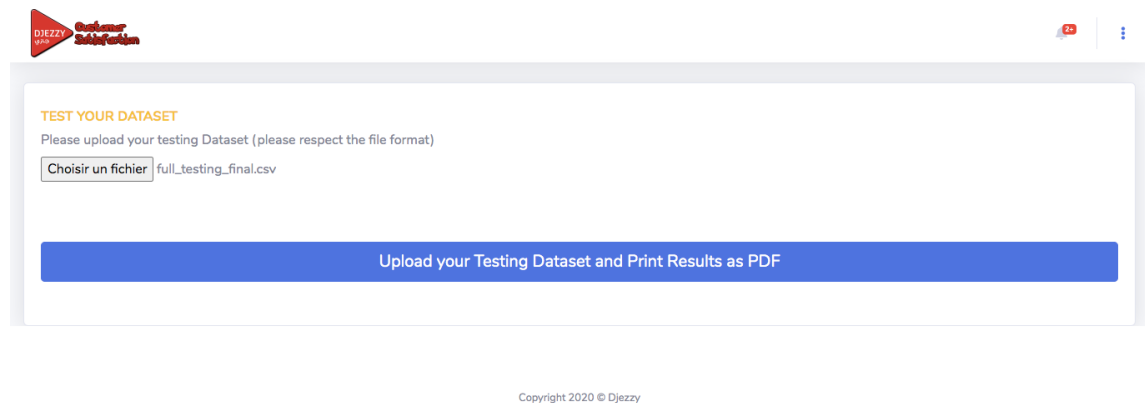 DJEZZY
جازي
Customer
Satisfaction
2+
TEST YOUR DATASET
Please upload your testing Dataset (please respect the file format)
Choisir un fichier full_testing_final.csv
Upload your Testing Dataset and Print Results as PDF
Copyright 2020 © Djezzy